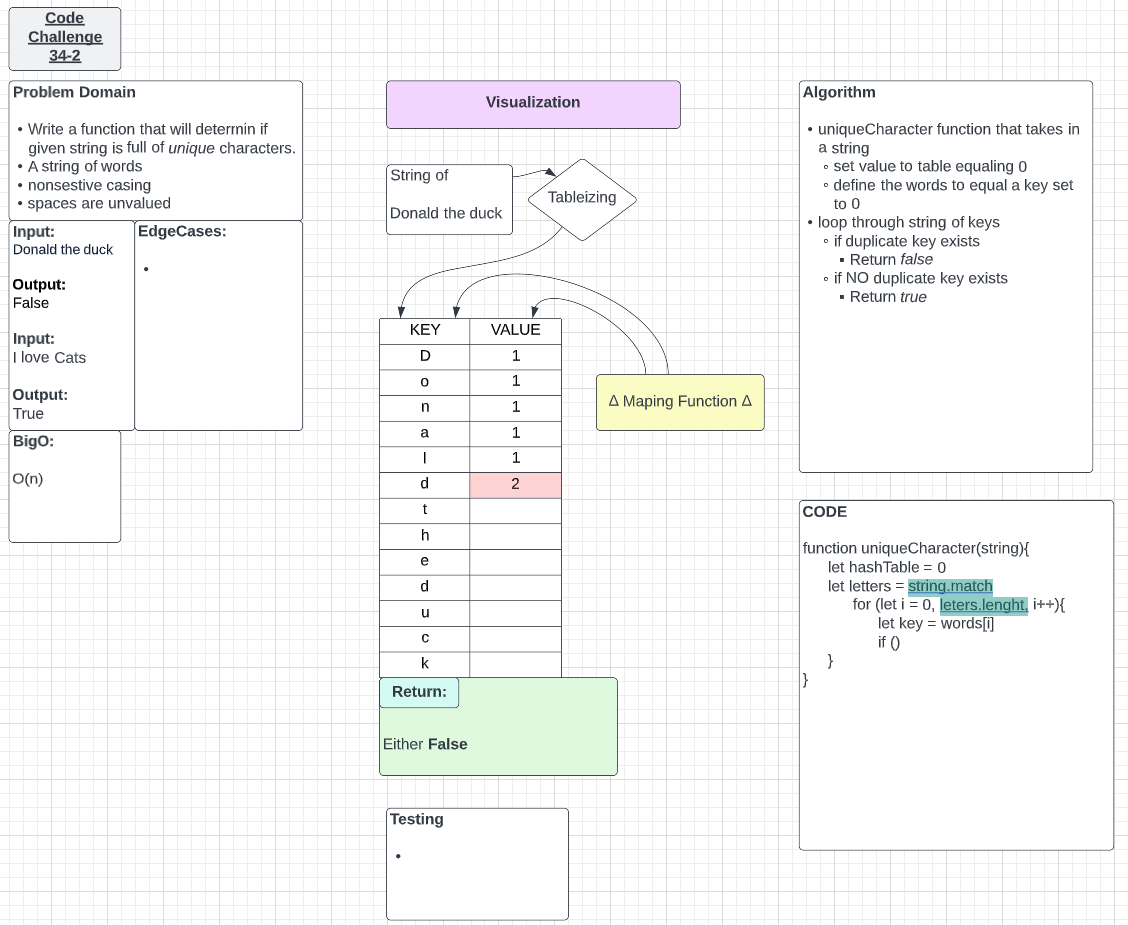 Code
Challenge
34-2
Problem Domain
• Write a function that will determin if
given string is full of unique characters.
• A string of words
• nonsestive casing
• spaces are unvalued
Input:
Donald the duck
Output:
False
Input:
I love Cats
Output:
True
EdgeCases:
•
BigO:
O(n)
Visualization
String of
Donald the duck
Tableizing
KEY VALUE
D 1
o 1
n 1
a 1
l 1
d 2
t
h
e
d
u
c
k
Δ Maping Function Δ
Return:
Either False
Testing
•
Algorithm
• uniqueCharacter function that takes in
a string
◦ set value to table equaling 0
◦ define the words to equal a key set
to 0
• loop through string of keys
◦ if duplicate key exists
▪ Return false
◦ if NO duplicate key exists
▪ Return true
CODE
function uniqueCharacter(string){
let hashTable = 0
let letters = string.match
for (let i = 0, leters.lenght, i++){
let key = words[i]
if ()
}
}